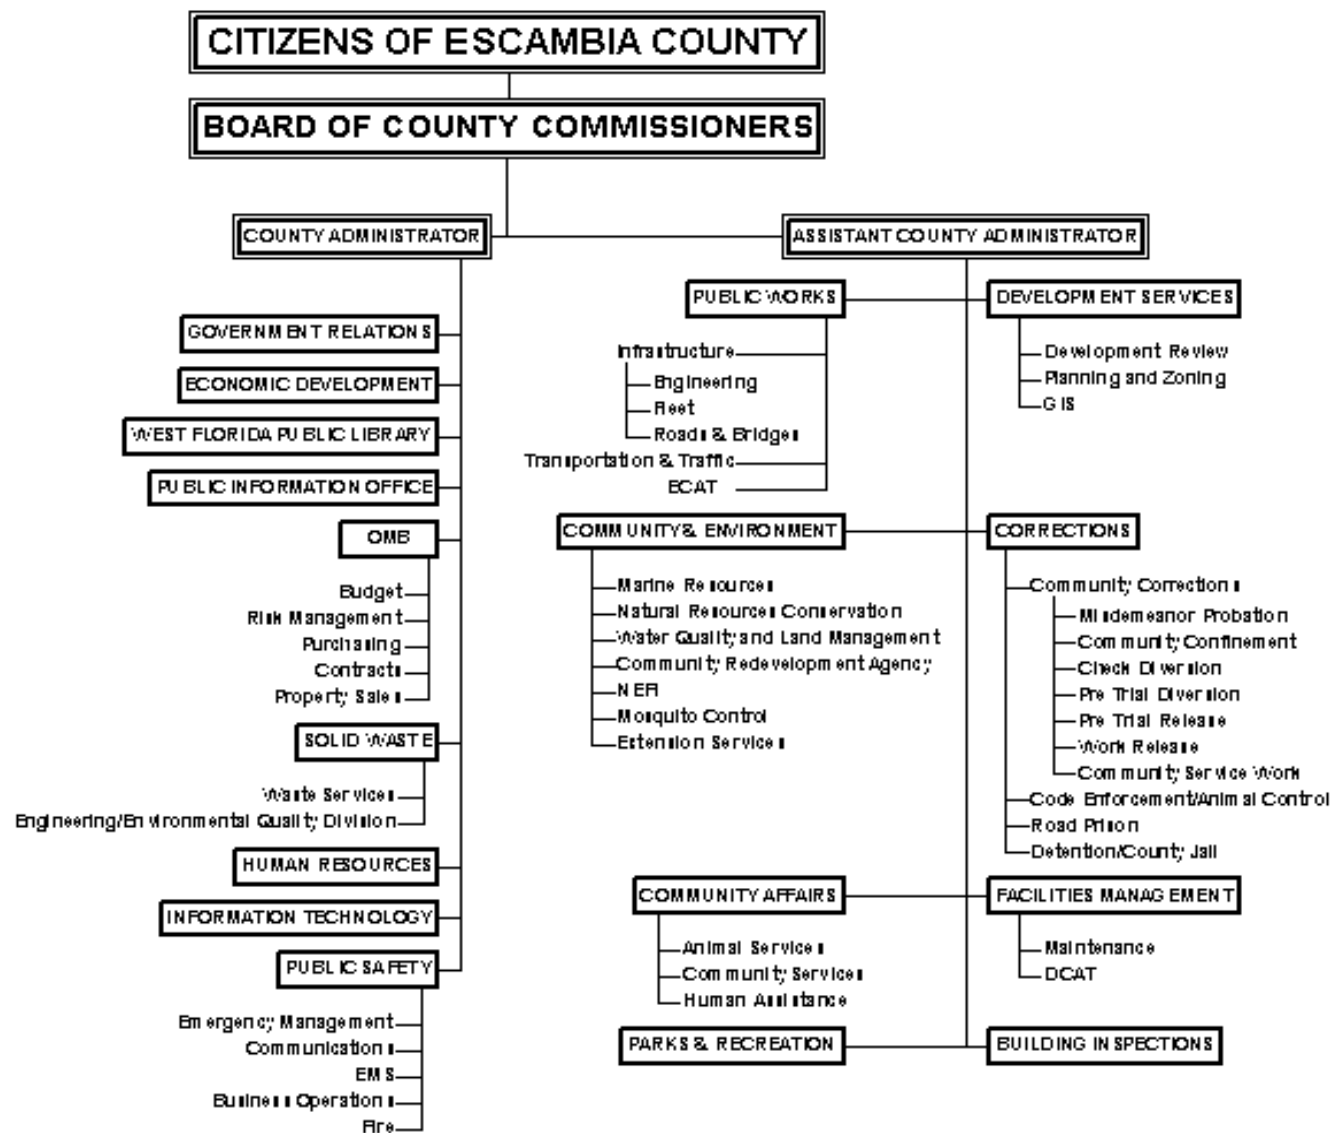 CITIZENS OF ESCAMBIA COUNTY
BOARD OF COUNTY COMMISSIONERS
COUNTY ADMINISTRATOR
GOVERNMENT RELATIONS
ECONOMIC DEVELOPMENT
WEST FLORIDA PUBLIC LIBRARY
PUBLIC INFORMATION OFFICE
OMB
Budget
Risk Management
Purchasing
Contracts
Property Sales
SOLID WASTE
Waste Services
Engineering/Environmental Quality Division
HUMAN RESOURCES
INFORMATION TECHNOLOGY
PUBLIC SAFETY
Emergency Management
Communications
EMS
Business Operations
Fire
ASSISTANT COUNTY ADMINISTRATOR
PUBLIC WORKS
Infrastructure
Engineering
Fleet
Roads & Bridges
Transportation & Traffic
ECAT
DEVELOPMENT SERVICES
Development Review
Planning and Zoning
GIS
COMMUNITY & ENVIRONMENT
Marine Resources
Natural Resources Conservation
Water Quality and Land Management
Community Redevelopment Agency
NEFI
Mosquito Control
Extension Services
CORRECTIONS
Community Corrections
Misdemeanor Probation
Community Confinement
Check Diversion
Pre Trial Diversion
Pre Trial Release
Work Release
Community Service Work
Code Enforcement/Animal Control
Road Prison
Detention/County Jail
COMMUNITY AFFAIRS
Animal Services
Community Services
Human Assistance
FACILITIES MANAGEMENT
Maintenance
DCAT
PARKS & RECREATION
BUILDING INSPECTIONS